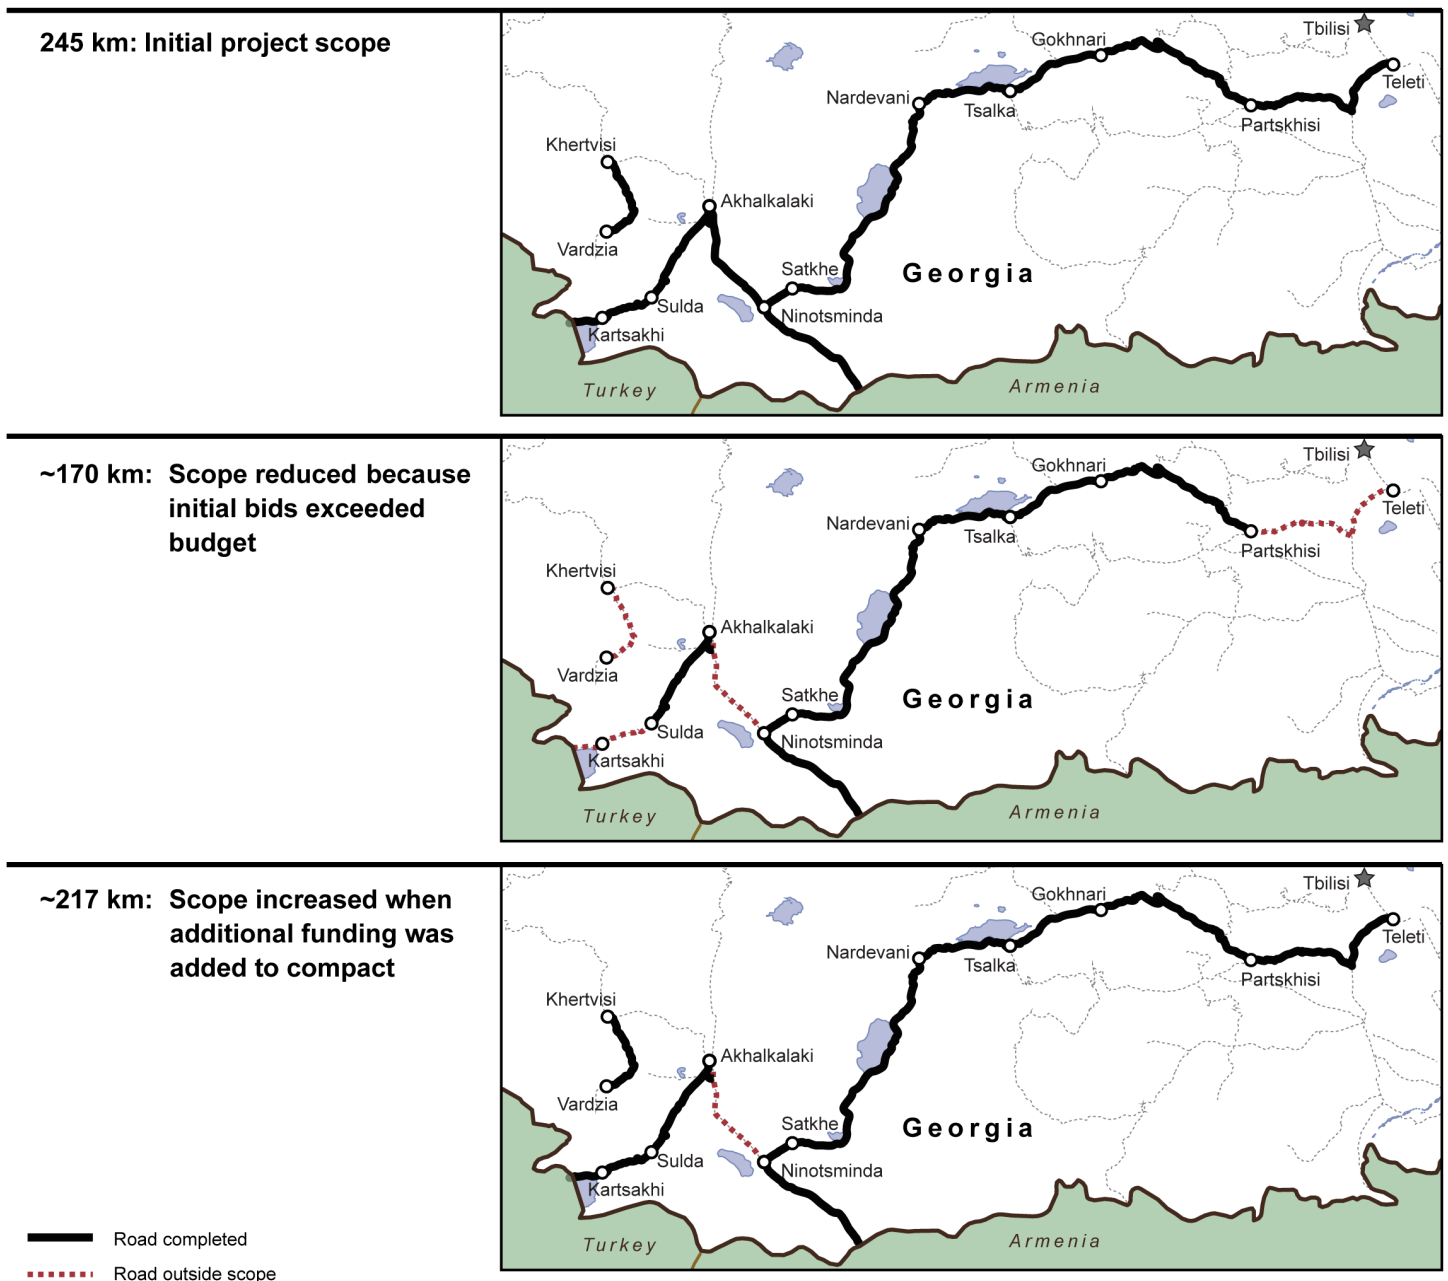 245 km: Initial project scope
Tbilisi
Gokhnari
Teleti
Nardevani
Tsalka
Partskhisi
Khertvisi
Akhalkalaki
Vardzia
Satkhe
Georgia
Sulda
Ninotsminda
Kartsakhi
Turkey
Armenia
~170 km: Scope reduced because
initial bids exceeded
budget
Tbilisi
Gokhnari
Teleti
Nardevani
Tsalka
Partskhisi
Khertvisi
Akhalkalaki
Vardzia
Satkhe
Georgia
Sulda
Ninotsminda
Kartsakhi
Turkey
Armenia
~217 km: Scope increased when
additional funding was
added to compact
Tbilisi
Gokhnari
Teleti
Nardevani
Tsalka
Partskhisi
Khertvisi
Akhalkalaki
Vardzia
Satkhe
Georgia
Sulda
Ninotsminda
Kartsakhi
Turkey
Armenia
Road completed
Road outside scope